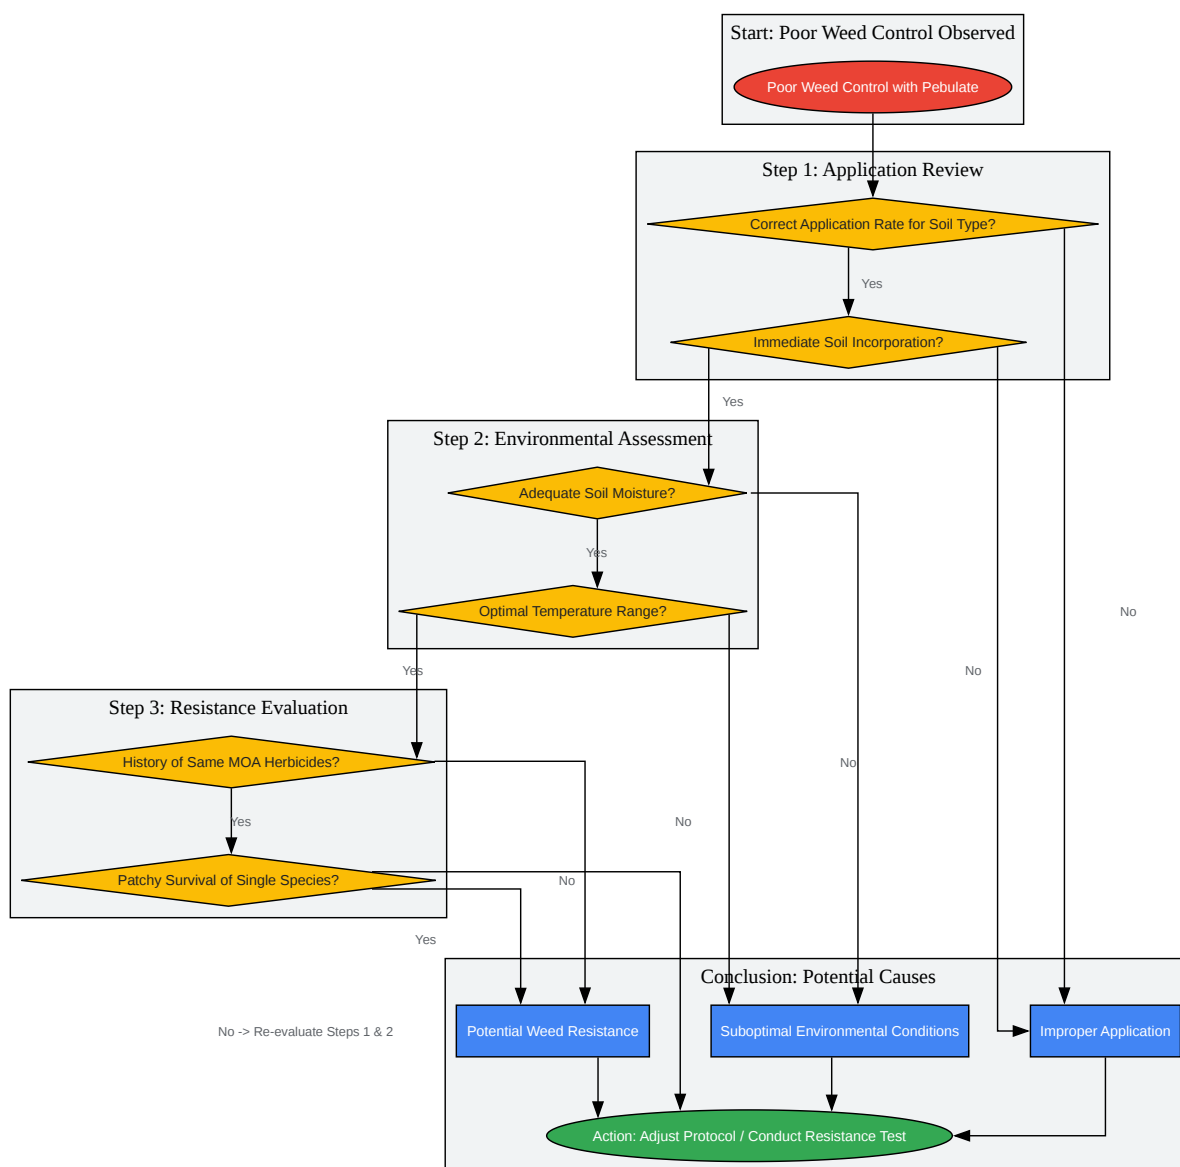 Start: Poor Weed Control Observed
Poor Weed Control with Pebulate
Step 1: Application Review
Correct Application Rate for Soil Type?
Yes
Immediate Soil Incorporation?
Yes
Step 2: Environmental Assessment
Adequate Soil Moisture?
Yes
Optimal Temperature Range?
No
Yes
No
Step 3: Resistance Evaluation
History of Same MOA Herbicides?
No
Yes
No
Patchy Survival of Single Species?
No
Yes
Conclusion: Potential Causes
No -> Re-evaluate Steps 1 & 2
Potential Weed Resistance
Suboptimal Environmental Conditions
Improper Application
Action: Adjust Protocol / Conduct Resistance Test